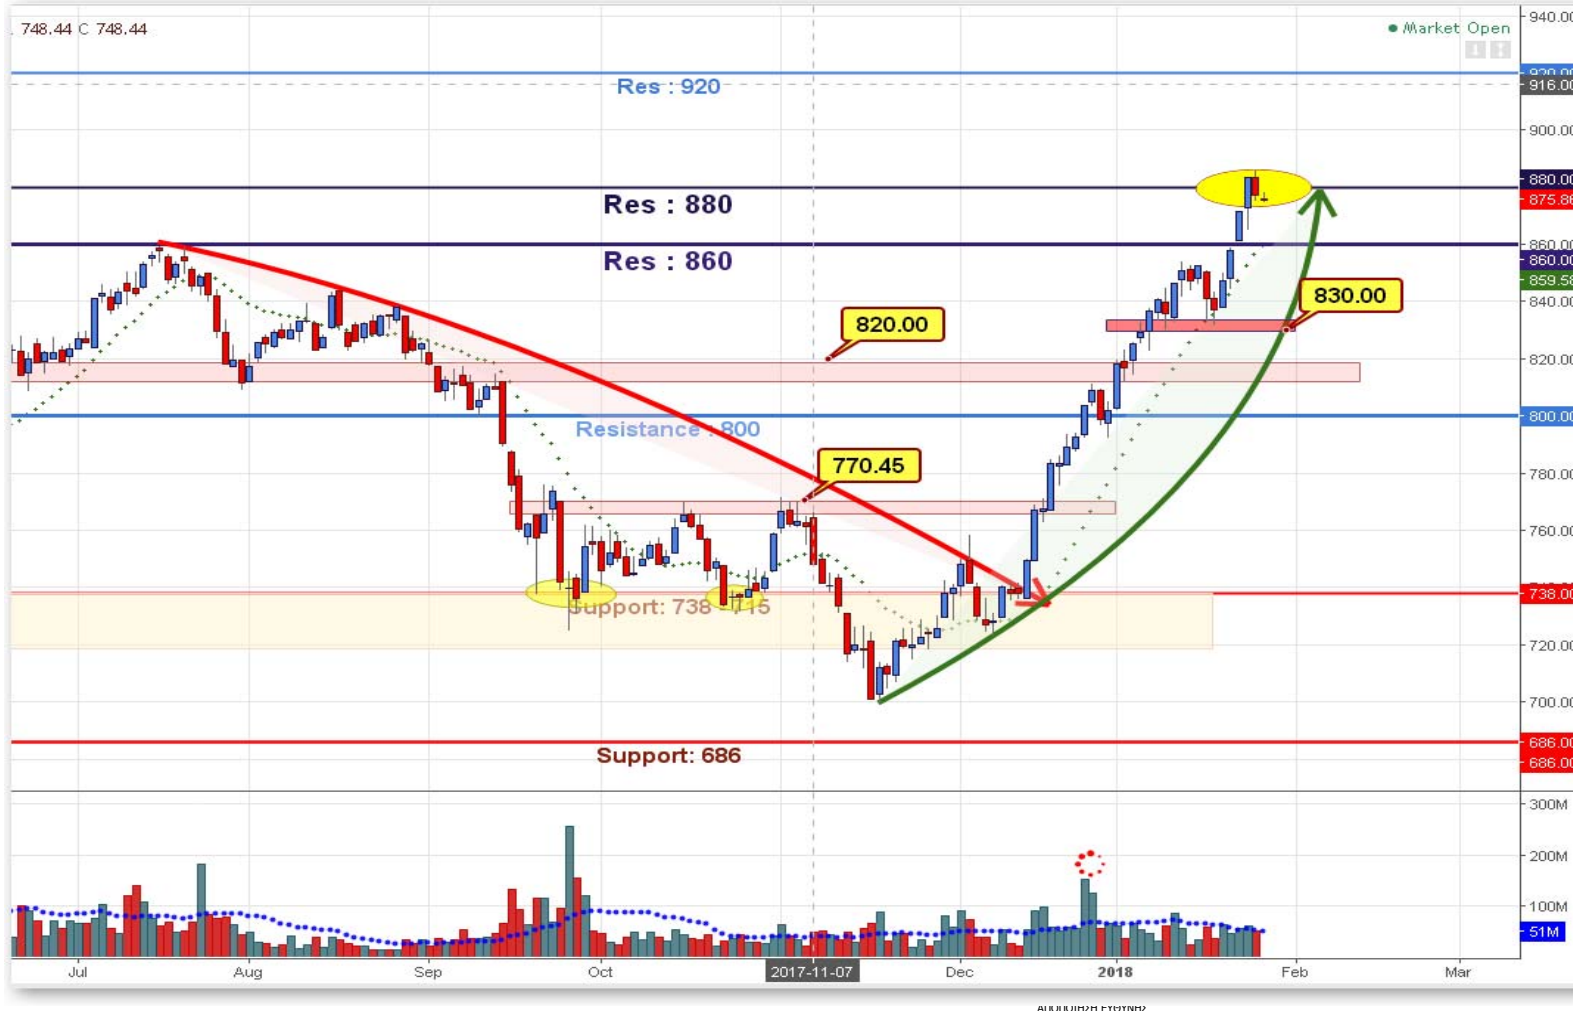 748.44 C 748.44
Market Open
940.00
Res : 920
920.00
916.00
900.00
880.00
Res : 880
875.86
860.00
Res : 860
860.00
859.58
840.00
830.00
820.00
820.00
800.00
Resistance : 800
780.00
770.45
760.00
738.00
Support: 738 - 715
720.00
700.00
686.00
Support: 686
686.00
300M
200M
100M
51M
Jul Aug Sep Oct 2017-11-07 Dec 2018 Feb Mar